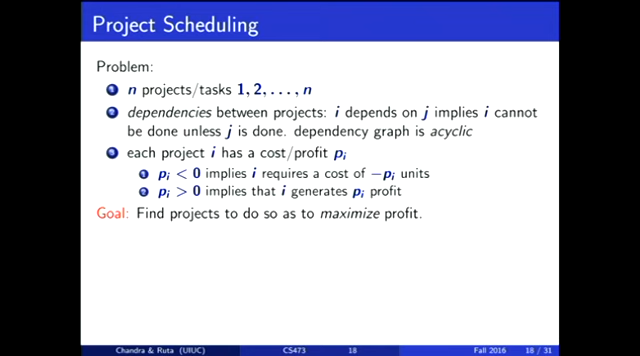 Project Scheduling
Problem:
1 n projects/tasks 1, 2, . . . , n
2 dependencies between projects: i depends on j implies i cannot
be done unless j is done. dependency graph is acyclic
3 each project i has a cost/profit pi
1 pi < 0 implies i requires a cost of −pi units
2 pi > 0 implies that i generates pi profit
Goal: Find projects to do so as to maximize profit.
Chandra & Ruta (UIUC) CS473 18 Fall 2016 18 / 31